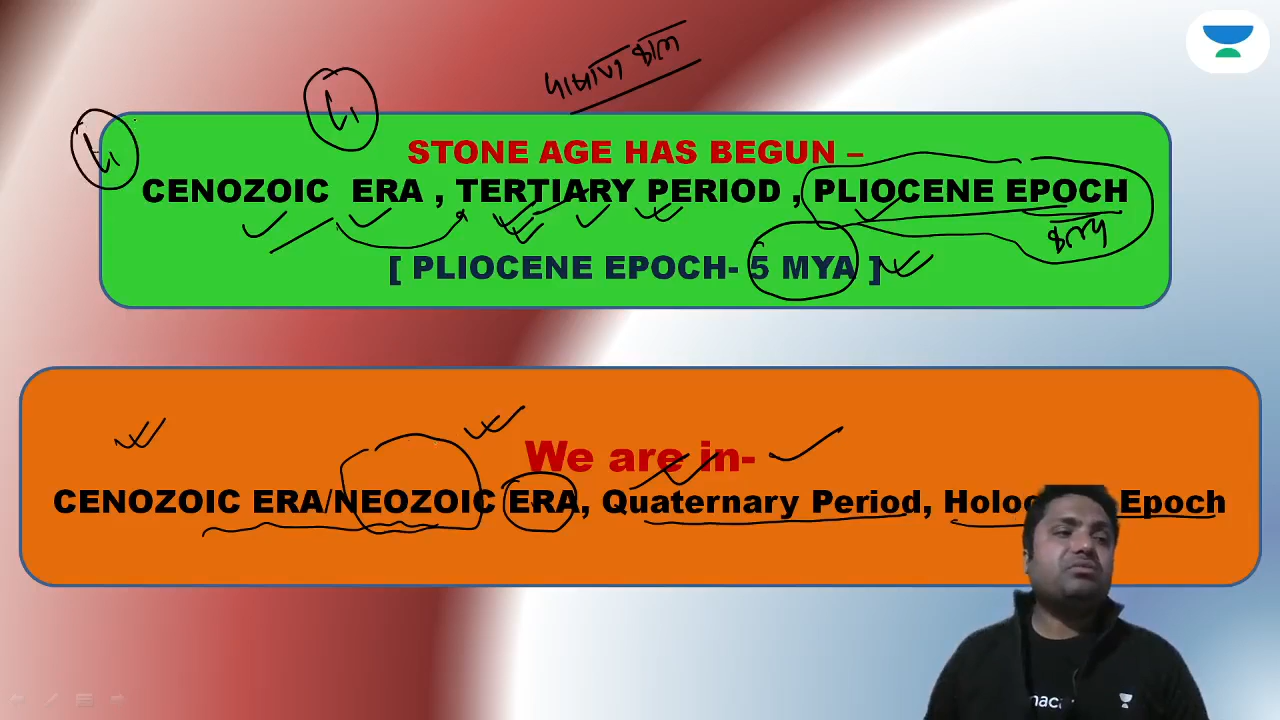 পাষাণ কাল
STONE AGE HAS BEGUN –
CENOZOIC ERA , TERTIARY PERIOD , PLIOCENE EPOCH
[ PLIOCENE EPOCH- 5 MYA ]
We are in-
CENOZOIC ERA/NEOZOIC ERA, Quaternary Period, Epoch